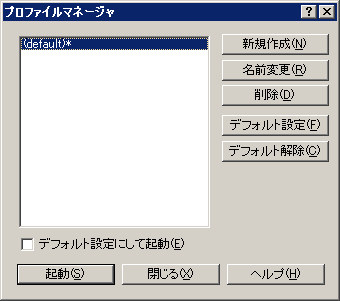 プロファイルマネージャ
(default)*
新規作成(N)
名前変更(R)
削除(D)
デフォルト設定(F)
デフォルト解除(C)
デフォルト設定にして起動(E)
起動(S)
閉じる(X)
ヘルプ(H)